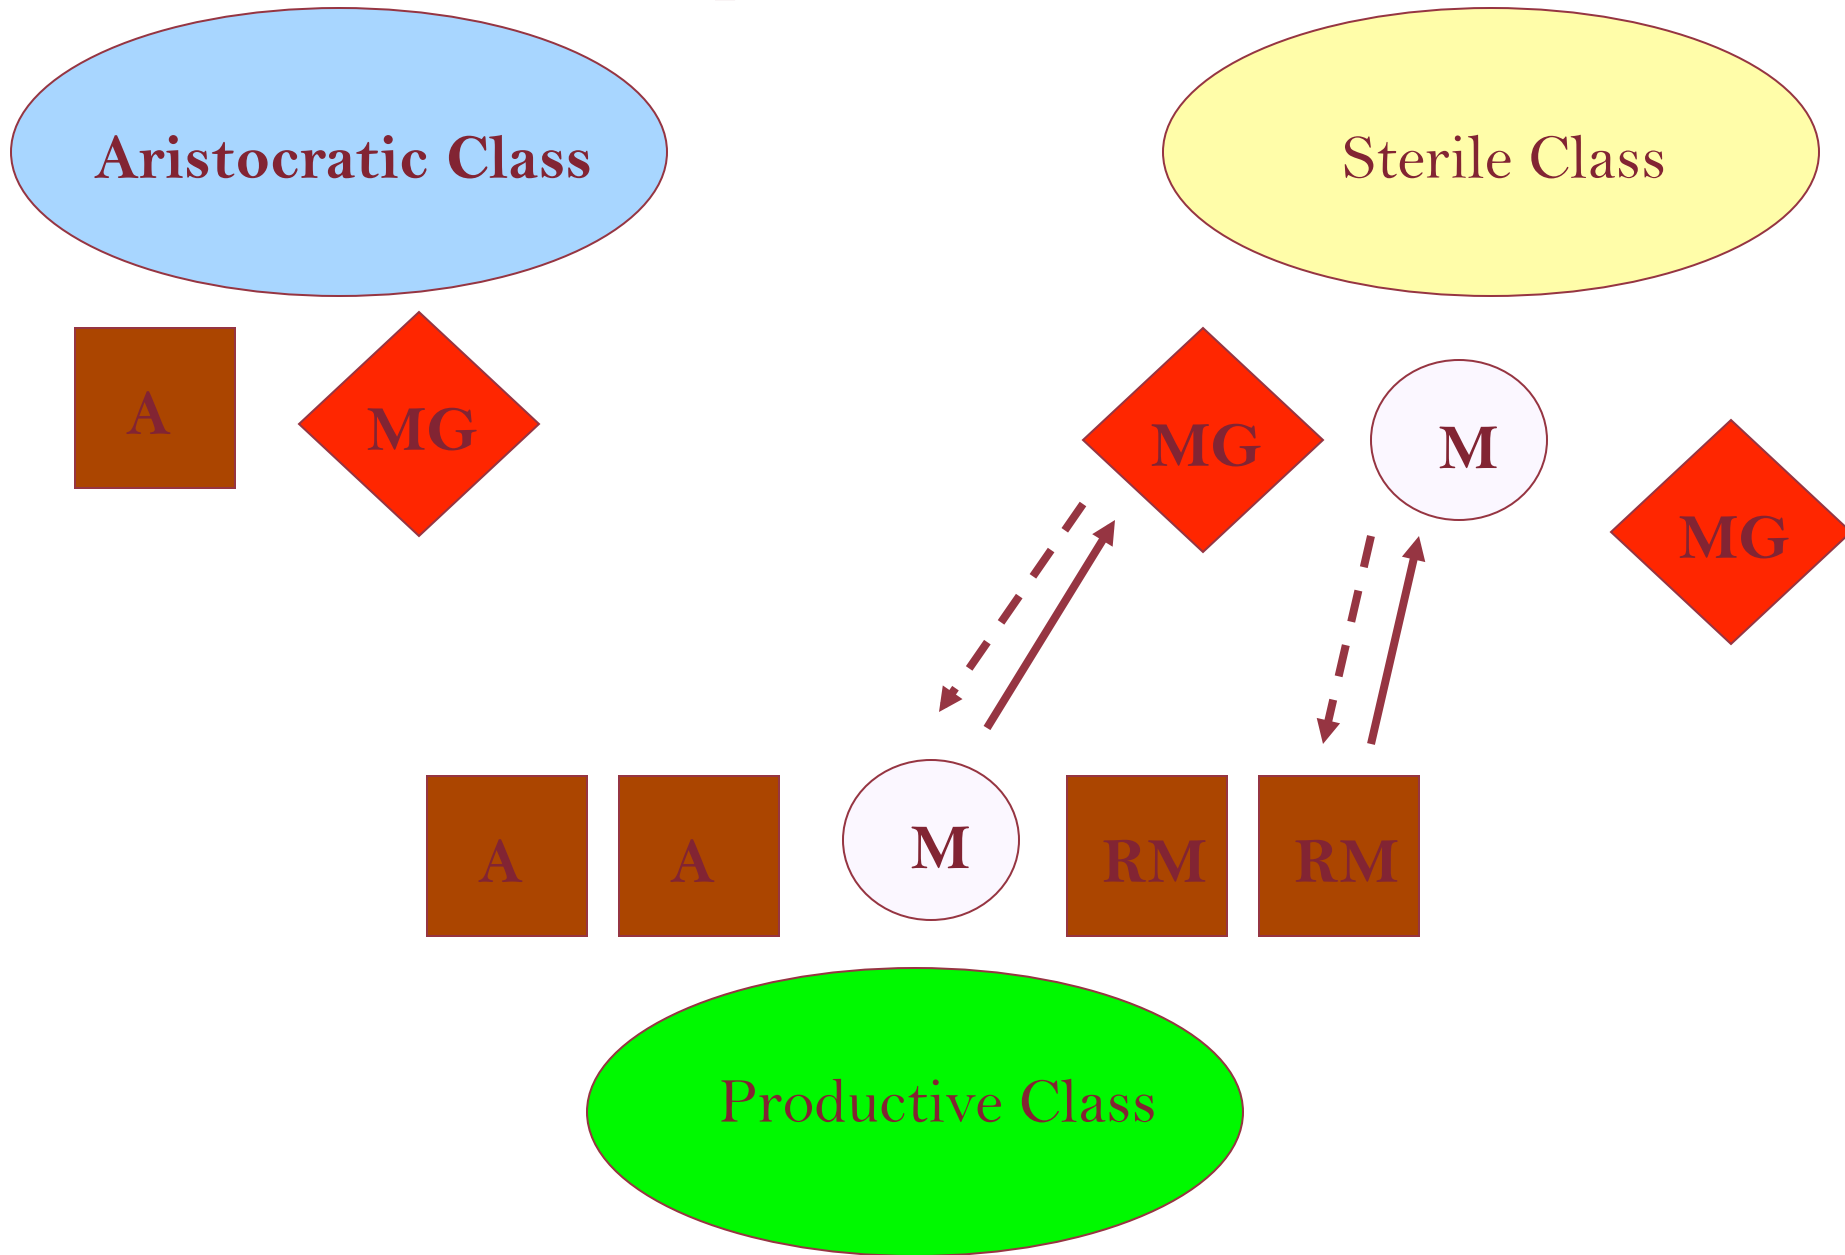 Aristocratic Class
Sterile Class
A
MG
MG
M
MG
A
A
M
RM
RM
Productive Class